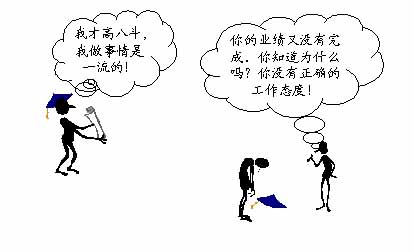 我才高八斗，
我做事情是
一流的！
你的业绩又没有完
成．你知道为什么
吗？你没有正确的
工作态度！